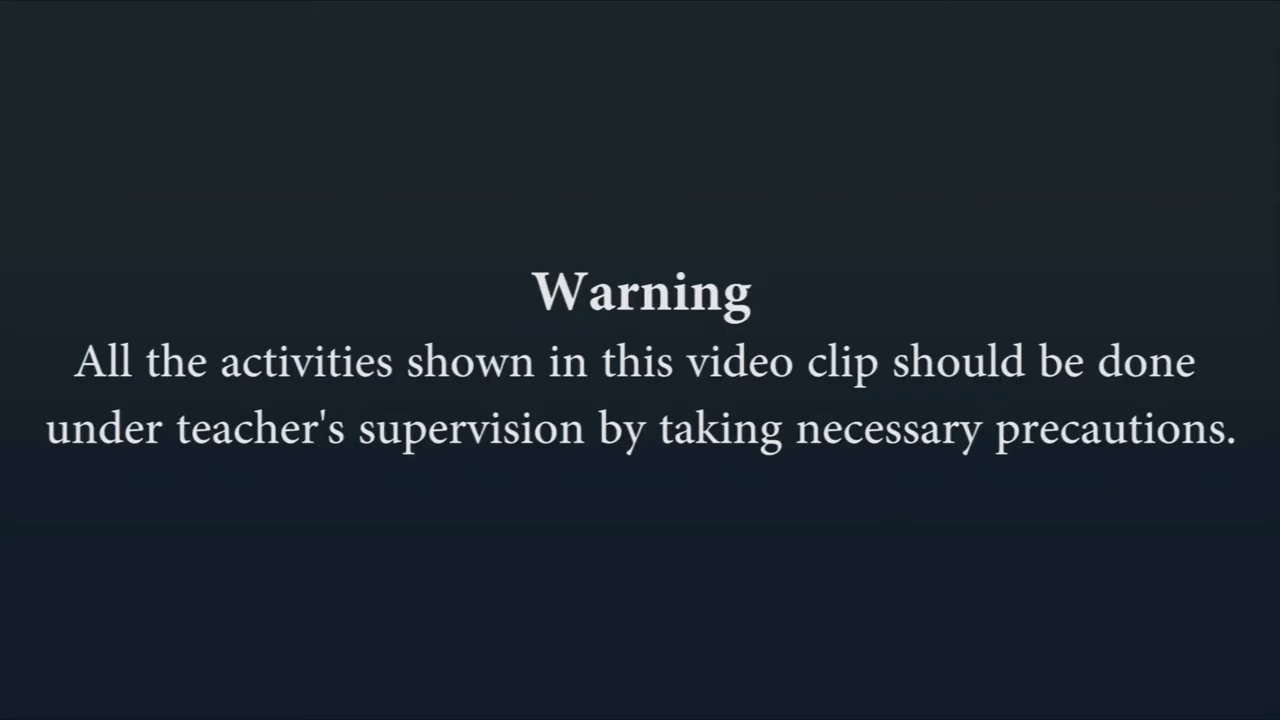 Warning
All the activities shown in this video clip should be done
under teacher's supervision by taking necessary precautions.